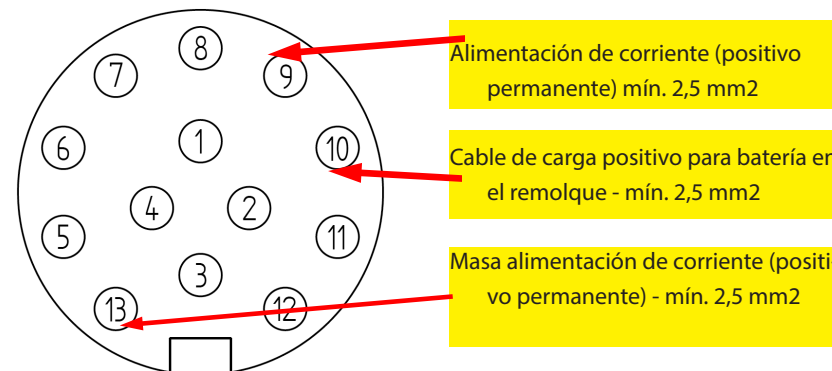 8
7
9
6
1
10
4
2
5
11
3
13
12
Alimentación de corriente (positivo
permanente) mín. 2,5 mm2
Cable de carga positivo para batería en
el remolque - mín. 2,5 mm2
Masa alimentación de corriente (positi-
vo permanente) - mín. 2,5 mm2